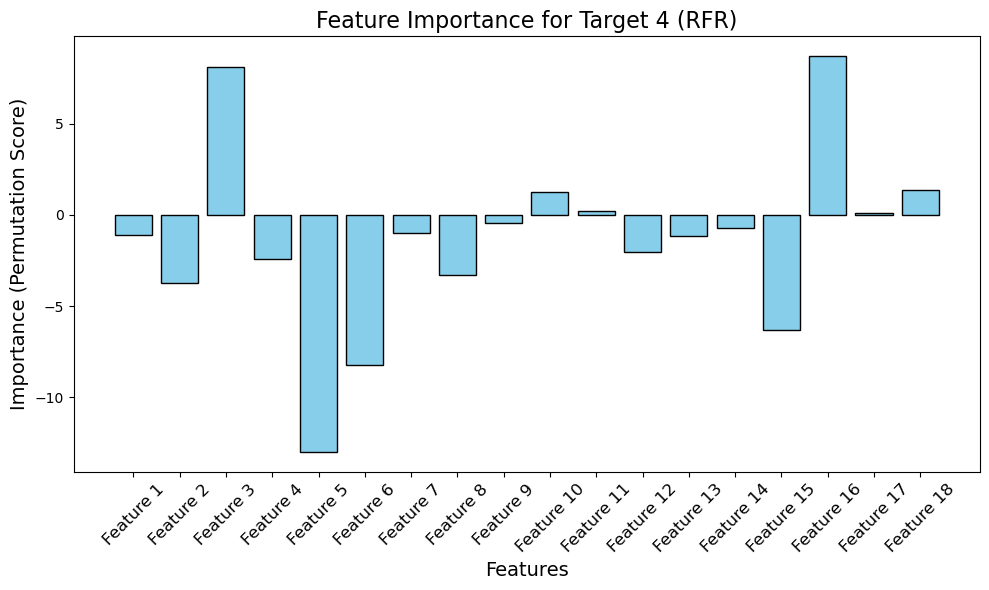 Feature Importance for Target 4 (RFR)
Importance (Permutation Score)
5
0
−5
−10
Feature 1
Feature 2
Feature 3
Feature 4
Feature 5
Feature 6
Feature 7
Feature 8
Feature 9
Feature 10
Feature 11
Feature 12
Feature 13
Feature 14
Feature 15
Feature 16
Feature 17
Feature 18
Features